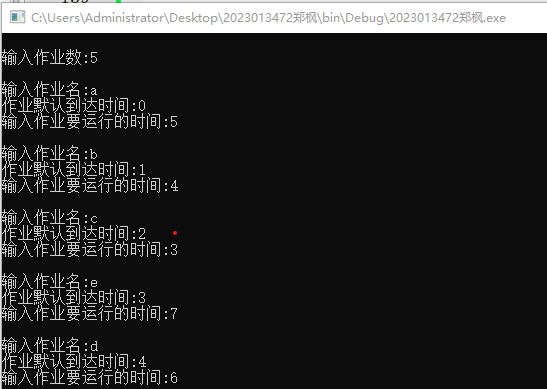 C:\Users\Administrator\Desktop\2023013472郑枫\bin\Debug\2023013472郑枫.exe
输入作业数:5
输入作业名:a
作业默认到达时间:0
输入作业要运行的时间:5
输入作业名:b
作业默认到达时间:1
输入作业要运行的时间:4
输入作业名:c
作业默认到达时间:2
输入作业要运行的时间:3
输入作业名:e
作业默认到达时间:3
输入作业要运行的时间:7
输入作业名:d
作业默认到达时间:4
输入作业要运行的时间:6